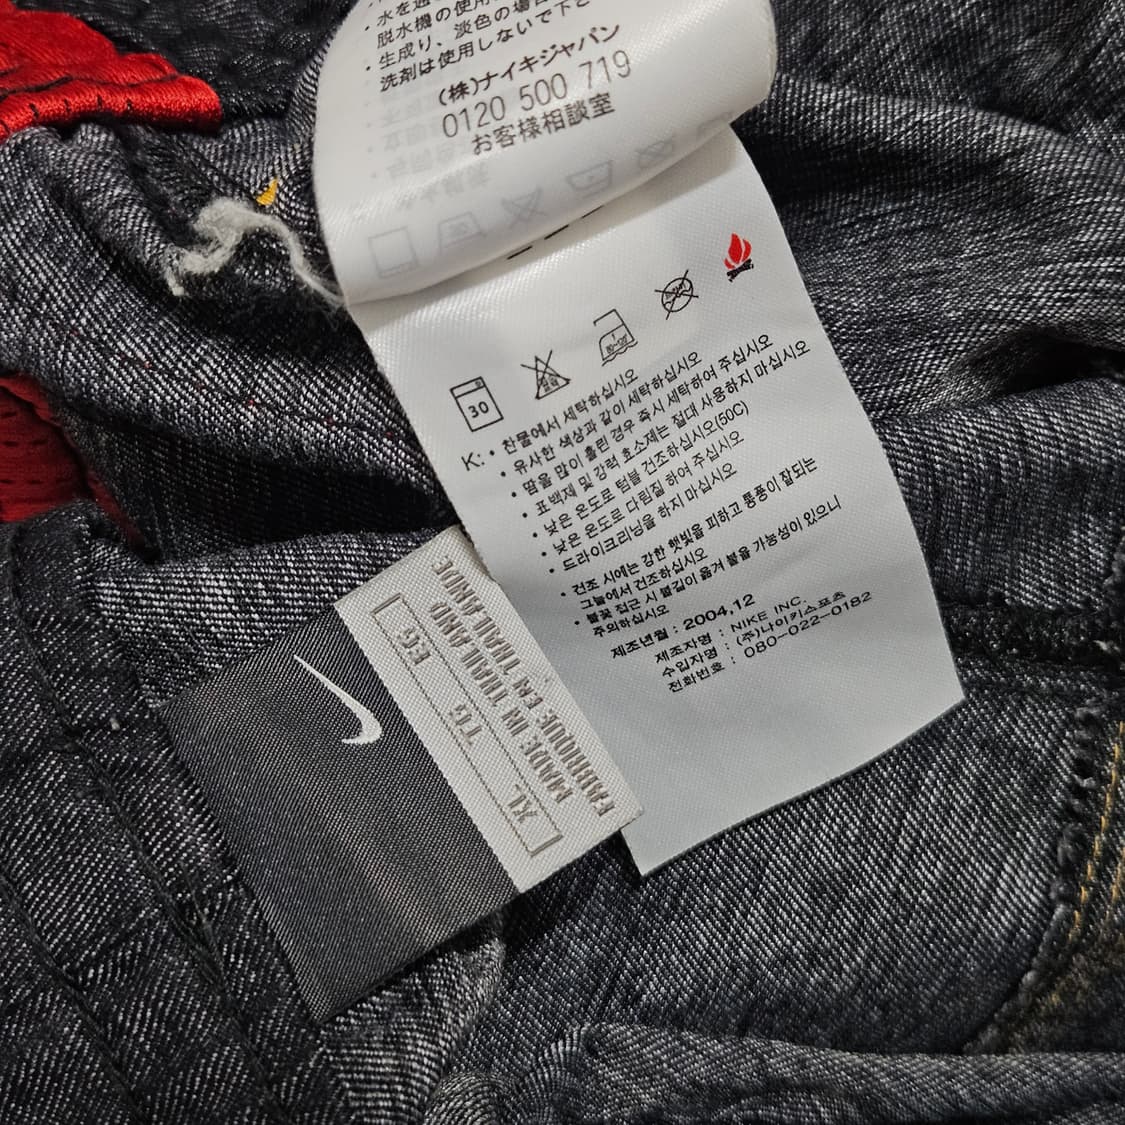 水を通
脱水機の使用
・生成り、淡色の場合
洗剤は使用しないで下さ
(株)ナイキジャパン
0120 500 719
お客様相談室
30
K: • 찬물에서 세탁하십시오
• 유사한 색상과 같이 세탁하십시오
• 땀을 많이 흘린 경우 즉시 세탁하여 주십시오
• 표백제 및 강력 효소제는 절대 사용하지 마십시오
• 낮은 온도로 텀블 건조하십시오(50C)
• 낮은 온도로 다림질 하여 주십시오
• 드라이크리닝을 하지 마십시오
• 건조 시에는 강한 햇빛을 피하고 통풍이 잘되는
그늘에서 건조하십시오
• 불꽃 접근 시 불길이 옮겨 붙을 가능성이 있으니
주의하십시오
제조년월 : 2004.12
제조자명 : NIKE INC.
수입자명 : (주)나이키스포츠
전화번호 : 080-022-0182
XL TG EG
MADE IN THAILAND
FABRIQUE EN THAILANDE